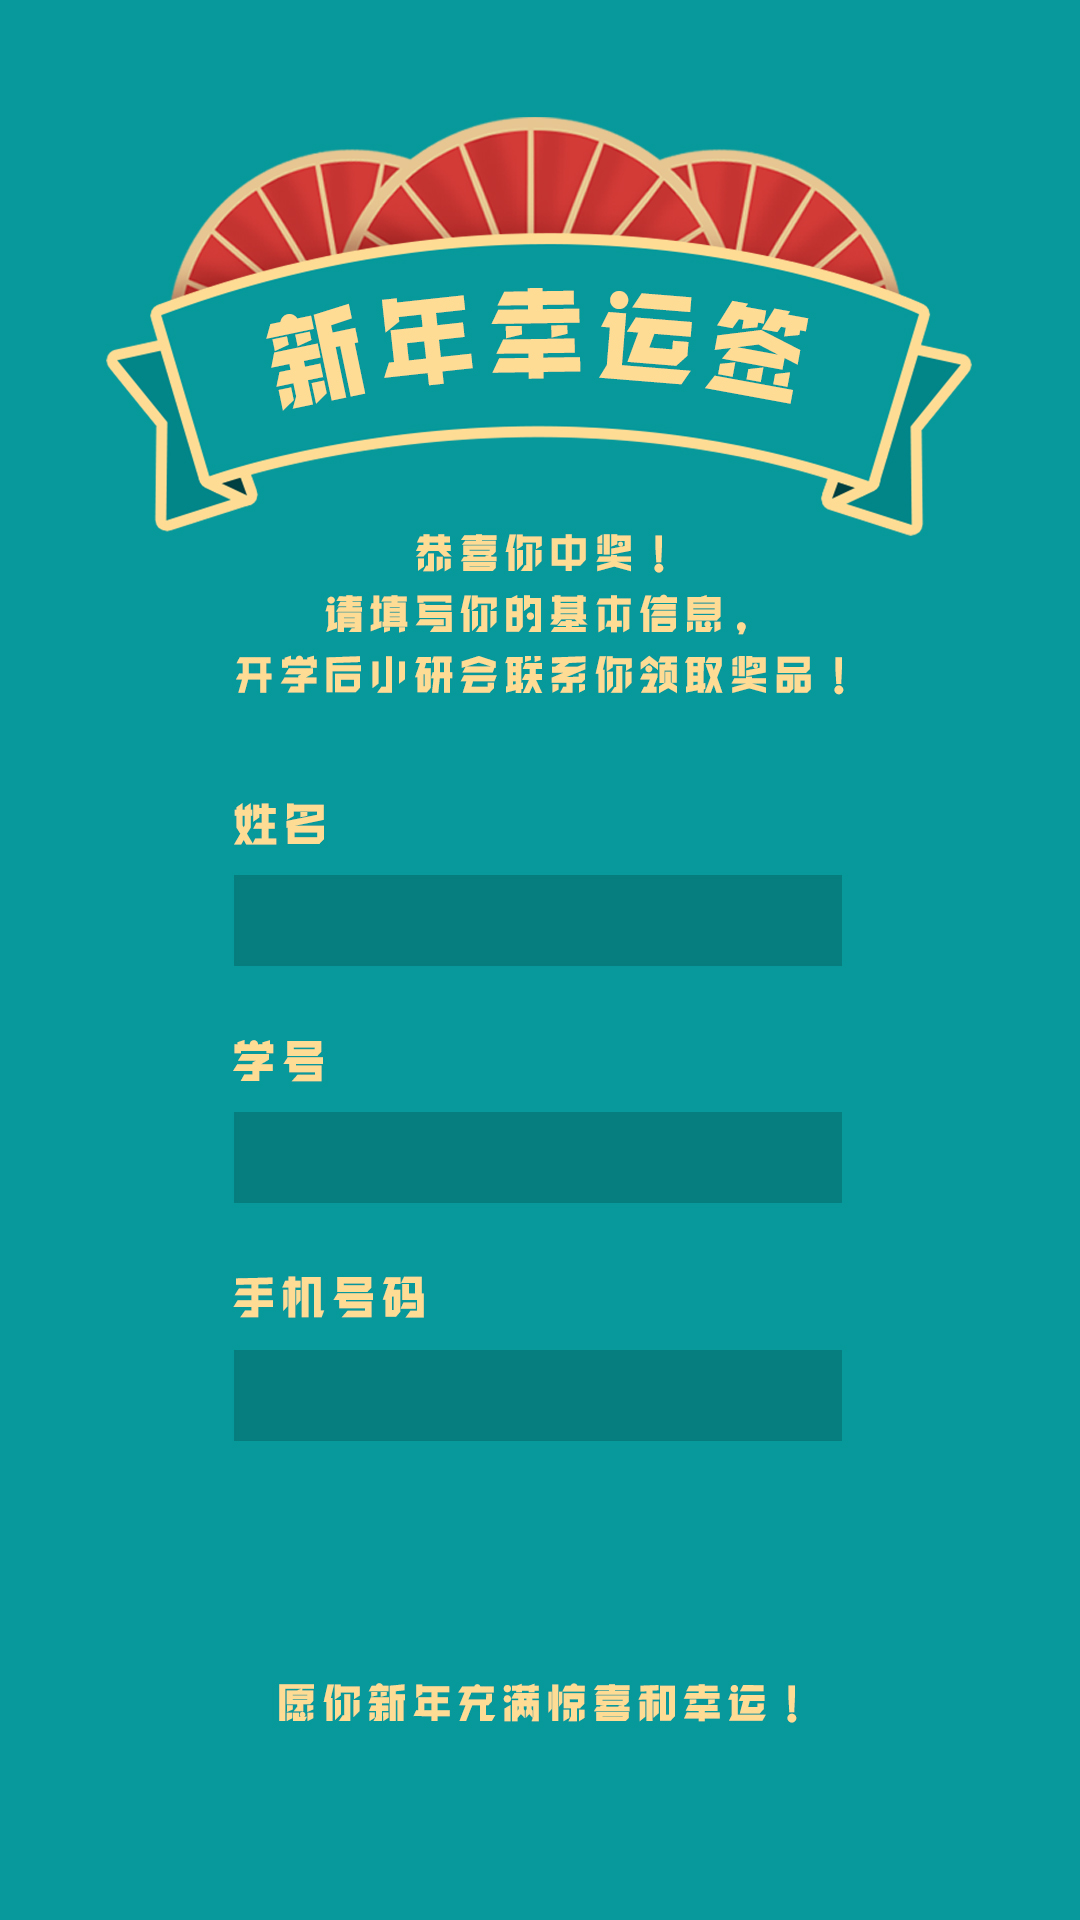 新年幸运签
恭喜你中奖！
请填写你的基本信息，
开学后小研会联系你领取奖品！
姓名
学号
手机号码
愿你新年充满惊喜和幸运！